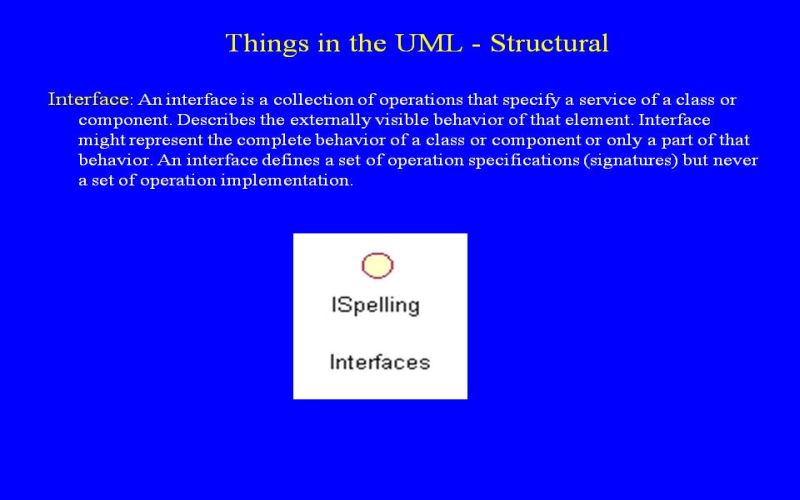 Things in the UML - Structural
Interface: An interface is a collection of operations that specify a service of a class or
component. Describes the externally visible behavior of that element. Interface
might represent the complete behavior of a class or component or only a part of that
behavior. An interface defines a set of operation specifications (signatures) but never
a set of operation implementation.
ISpelling
Interfaces